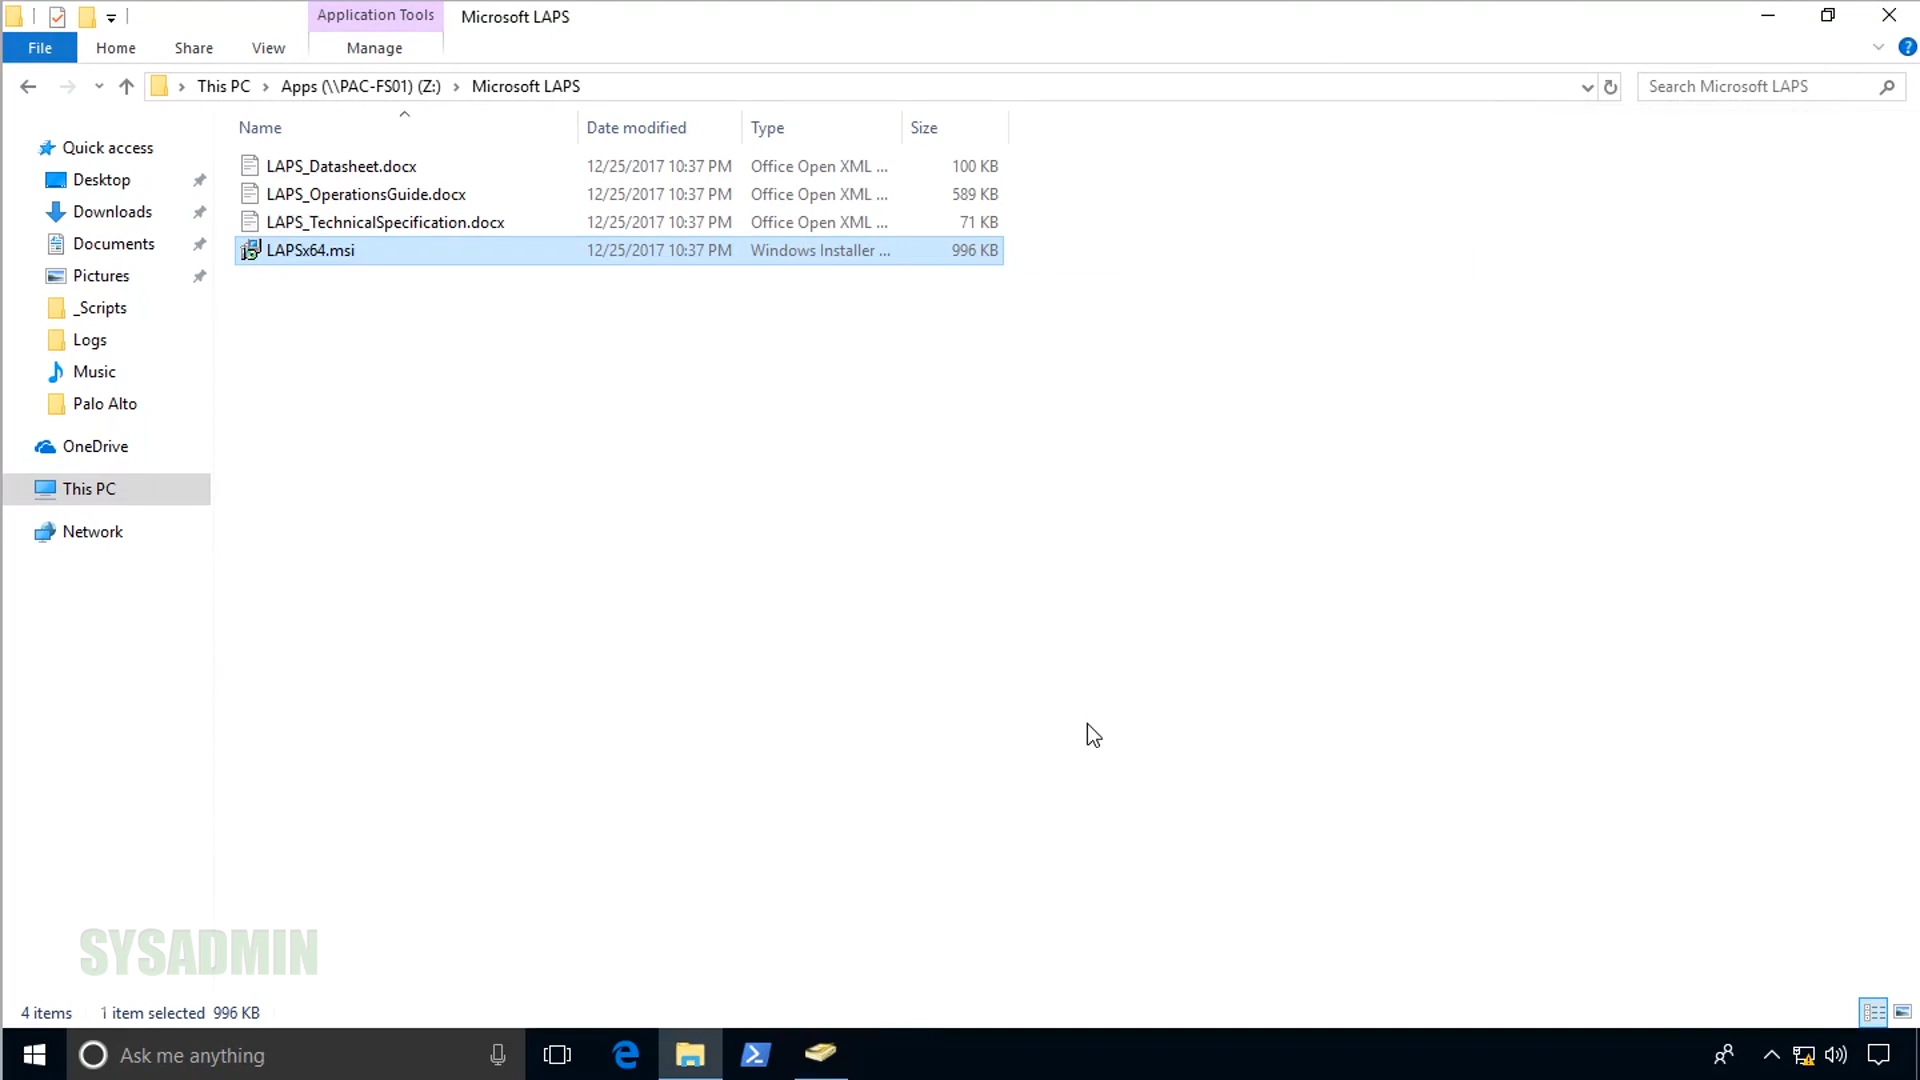 Application Tools
Microsoft LAPS
File
Home
Share
View
Manage
This PC
Apps (\\PAC-FS01) (Z:)
Microsoft LAPS
Search Microsoft LAPS
Name
Date modified
Type
Size
LAPS_Datasheet.docx 12/25/2017 10:37 PM Office Open XML ... 100 KB
LAPS_OperationsGuide.docx 12/25/2017 10:37 PM Office Open XML ... 589 KB
LAPS_TechnicalSpecification.docx 12/25/2017 10:37 PM Office Open XML ... 71 KB
LAPSx64.msi 12/25/2017 10:37 PM Windows Installer ... 996 KB
Quick access
Desktop
Downloads
Documents
Pictures
_Scripts
Logs
Music
Palo Alto
OneDrive
This PC
Network
SYSADMIN
4 items 1 item selected 996 KB
Ask me anything